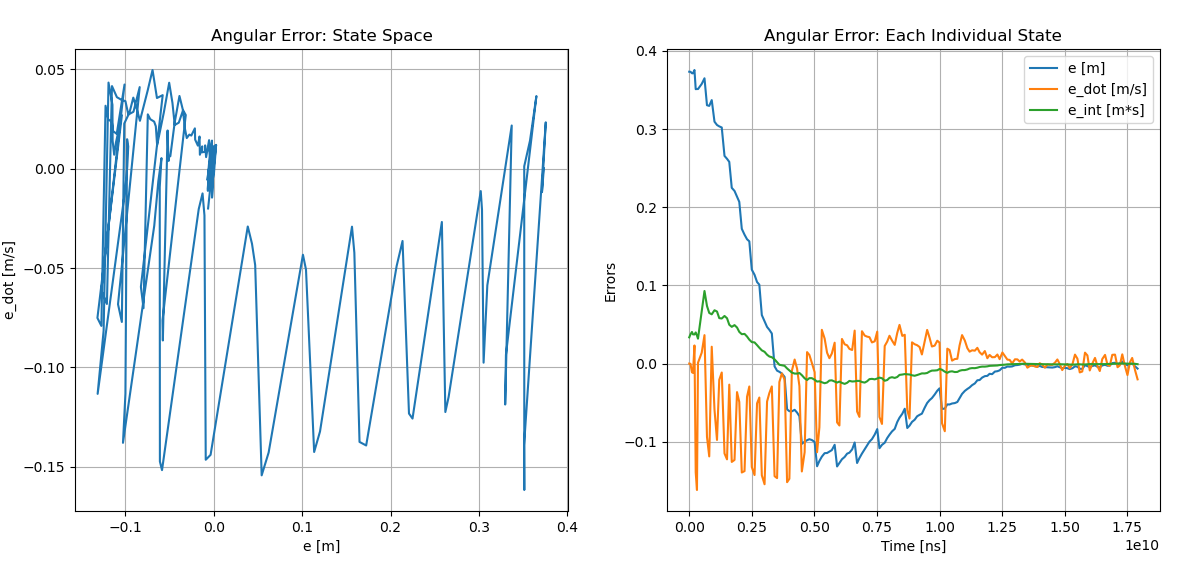 Angular Error: State Space
0.05
0.00
−0.05
−0.10
−0.15
e_dot [m/s]
−0.1
0.0
0.1
0.2
0.3
0.4
e [m]
Angular Error: Each Individual State
e [m]
e_dot [m/s]
e_int [m*s]
0.4
0.3
0.2
0.1
0.0
−0.1
Errors
0.00
0.25
0.50
0.75
1.00
1.25
1.50
1.75
1e10
Time [ns]